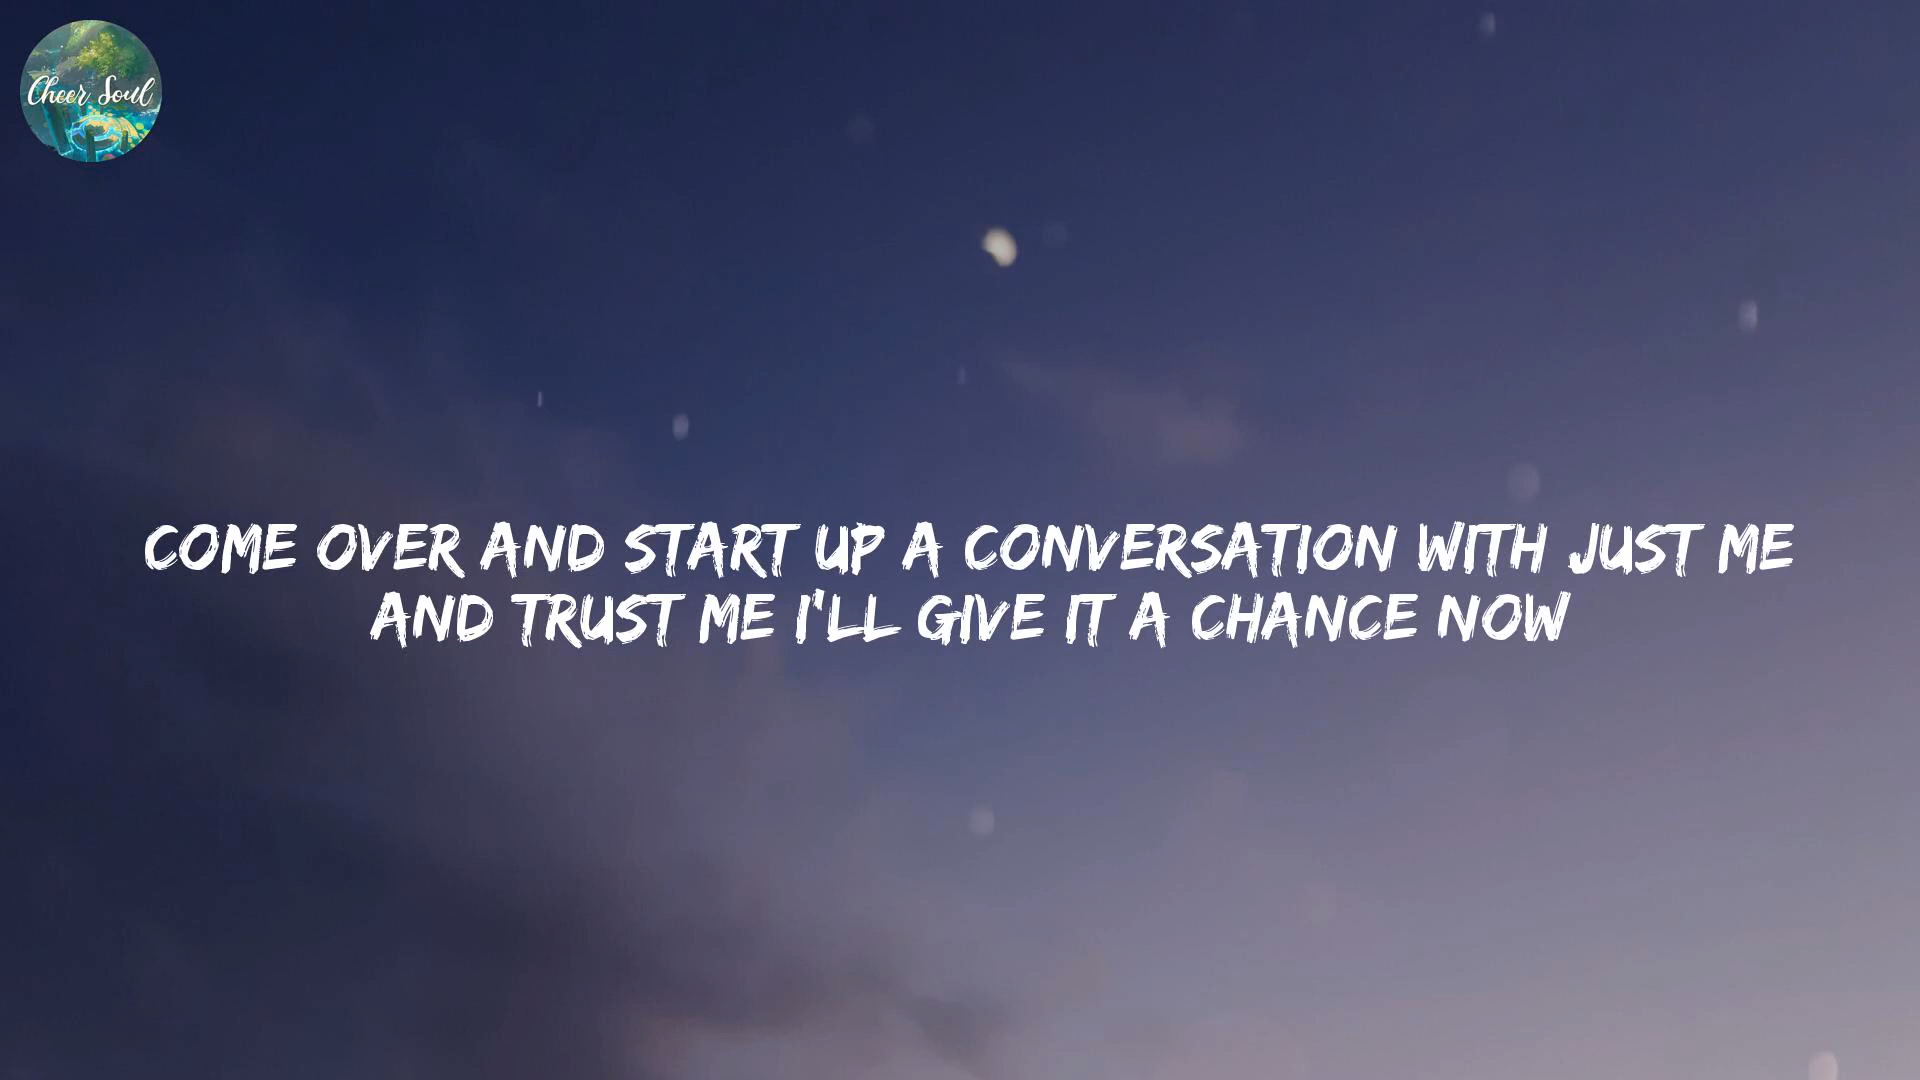 Cheer Soul
COME OVER AND START UP A CONVERSATION WITH JUST ME
AND TRUST ME I'LL GIVE IT A CHANCE NOW